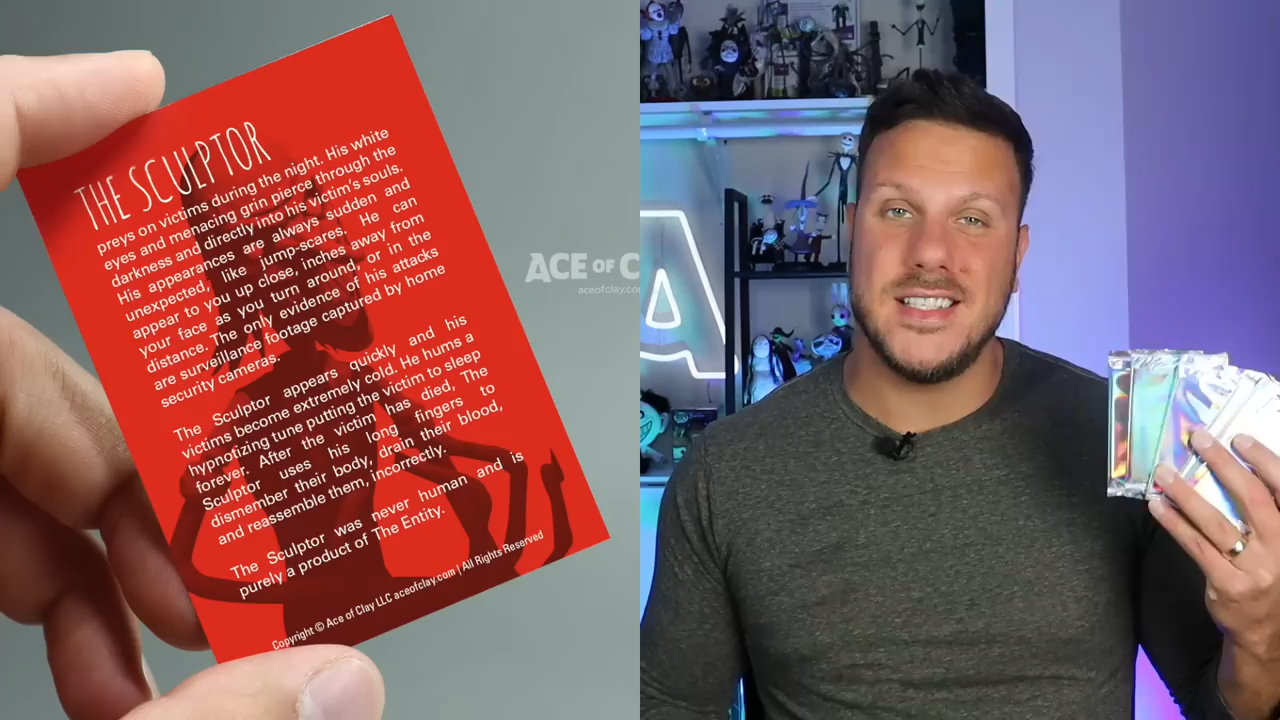 THE SCULPTOR
preys on victims during the night. His white
eyes and menacing grin pierce through the
darkness and directly into his victim's souls.
His appearances are always sudden and
unexpected, like jump-scares. He can
appear to you up close, inches away from
your face as you turn around, or in the
distance. The only evidence of his attacks
are surveillance footage captured by home
security cameras.
The Sculptor appears quickly and his
victims become extremely cold. He hums a
hypnotizing tune putting the victim to sleep
forever. After the victim has died, The
Sculptor uses his long fingers to
dismember their body, drain their blood,
and reassemble them, incorrectly.
The Sculptor was never human and is
purely a product of The Entity.
Copyright © Ace of Clay LLC aceofclay.com | All Rights Reserved
ACE OF C
aceofclay.co
A